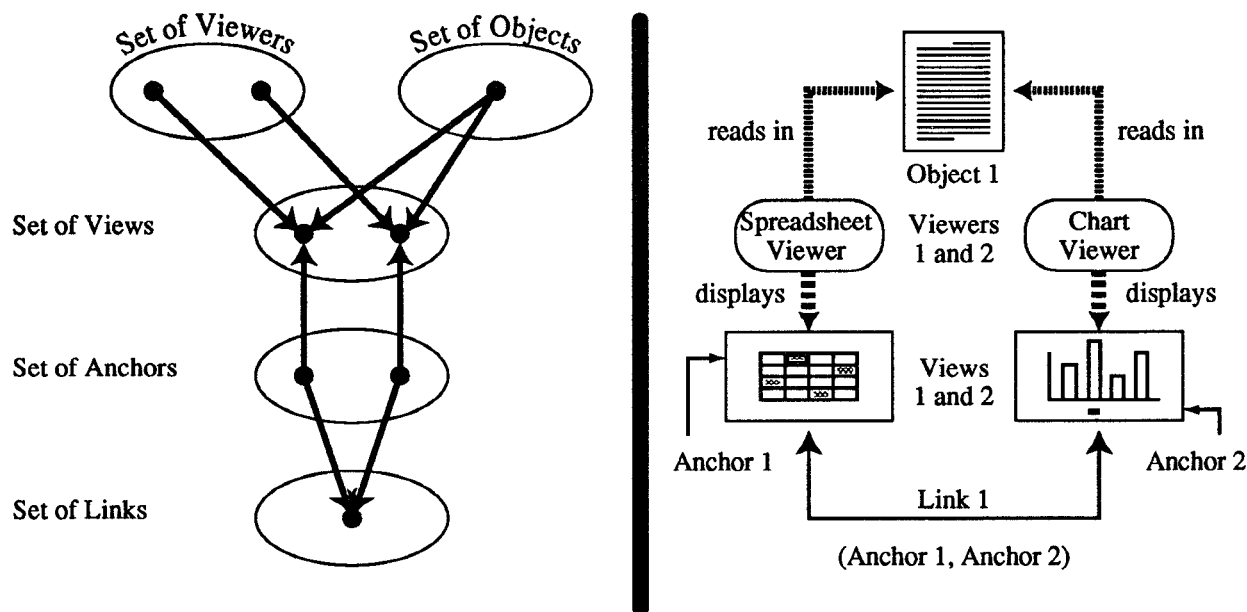 Set of Viewers
Set of Objects
Set of Views
Set of Anchors
Set of Links
reads in
reads in
Object 1
Spreadsheet
Viewer
Viewers
1 and 2
Chart
Viewer
displays
displays
Views
1 and 2
Anchor 1
Anchor 2
Link 1
(Anchor 1, Anchor 2)